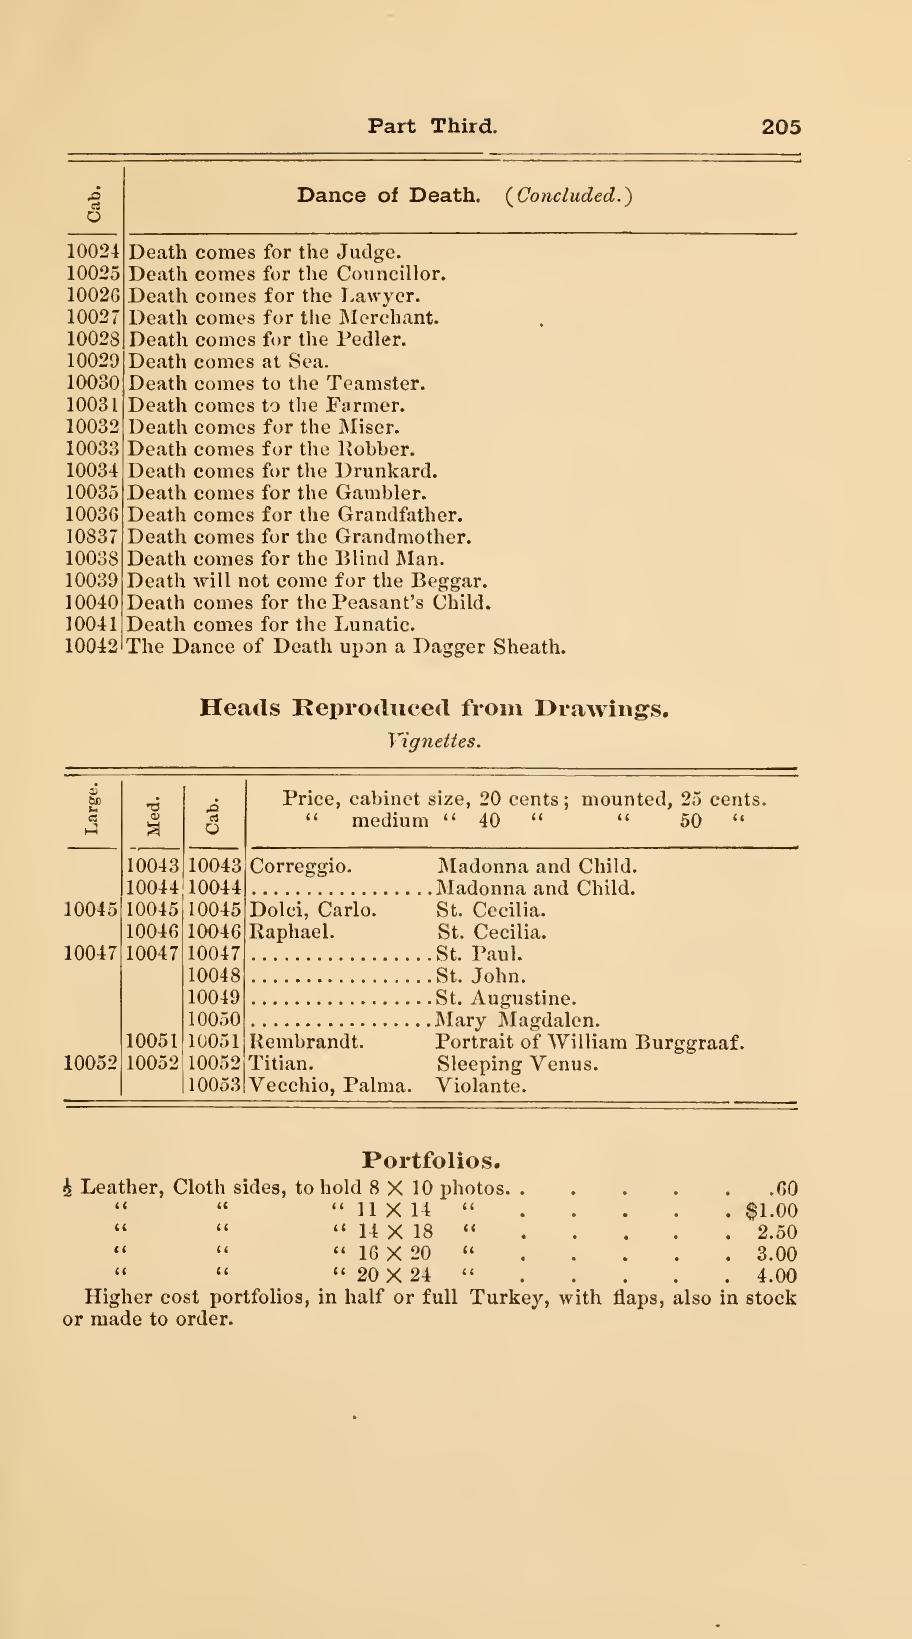 Part Third. 205
Cab.
Dance of Death. (Concluded.)
10024 Death comes for the Judge.
10025 Death comes for the Councillor.
10026 Death comes for the Lawyer.
10027 Death comes for the Merchant.
10028 Death comes for the Pedler.
10029 Death comes at Sea.
10030 Death comes to the Teamster.
10031 Death comes to the Farmer.
10032 Death comes for the Miser.
10033 Death comes for the Robber.
10034 Death comes for the Drunkard.
10035 Death comes for the Gambler.
10036 Death comes for the Grandfather.
10837 Death comes for the Grandmother.
10038 Death comes for the Blind Man.
10039 Death will not come for the Beggar.
10040 Death comes for the Peasant's Child.
10041 Death comes for the Lunatic.
10042 The Dance of Death upon a Dagger Sheath.
Heads Reproduced from Drawings.
Vignettes.
Large. Med. Cab.
Price, cabinet size, 20 cents; mounted, 25 cents.
“ medium “ 40 “ “ 50 “
10043 10043 Correggio. Madonna and Child.
10044 10044 ................. Madonna and Child.
10045 10045 10045 Dolci, Carlo. St. Cecilia.
10046 10046 Raphael. St. Cecilia.
10047 10047 10047 ................. St. Paul.
10048 ................. St. John.
10049 ................. St. Augustine.
10050 ................. Mary Magdalen.
10051 10051 Rembrandt. Portrait of William Burggraaf.
10052 10052 10052 Titian. Sleeping Venus.
10053 Vecchio, Palma. Violante.
Portfolios.
½ Leather, Cloth sides, to hold 8 X 10 photos. . . . . . . .60
“ “ “ 11 X 14 “ . . . . . $1.00
“ “ “ 14 X 18 “ . . . . . 2.50
“ “ “ 16 X 20 “ . . . . . 3.00
“ “ “ 20 X 24 “ . . . . . 4.00
Higher cost portfolios, in half or full Turkey, with flaps, also in stock
or made to order.